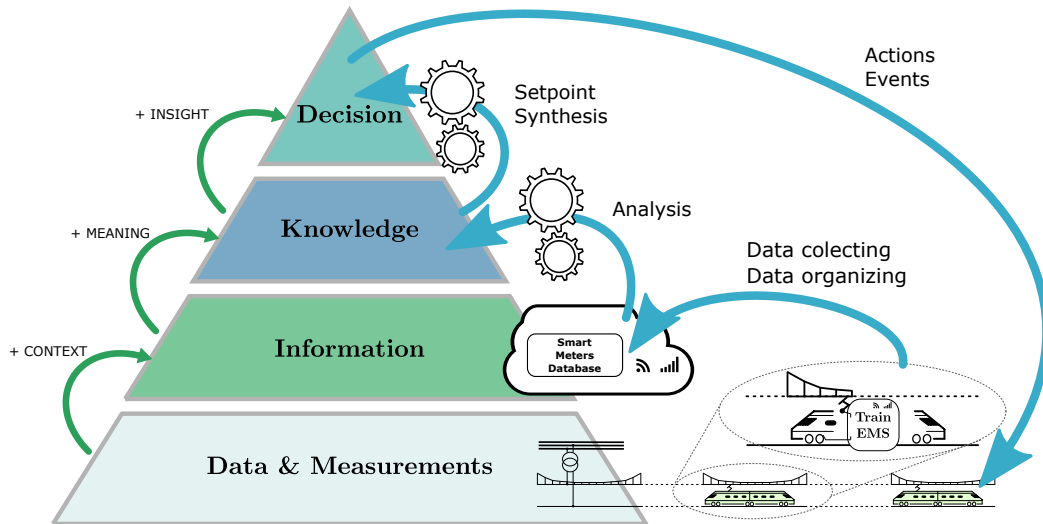 Actions
Events
+ INSIGHT
Decision
Setpoint
Synthesis
+ MEANING
Knowledge
Analysis
Data colecting
Data organizing
+ CONTEXT
Information
Smart
Meters
Database
Train
EMS
Data & Measurements